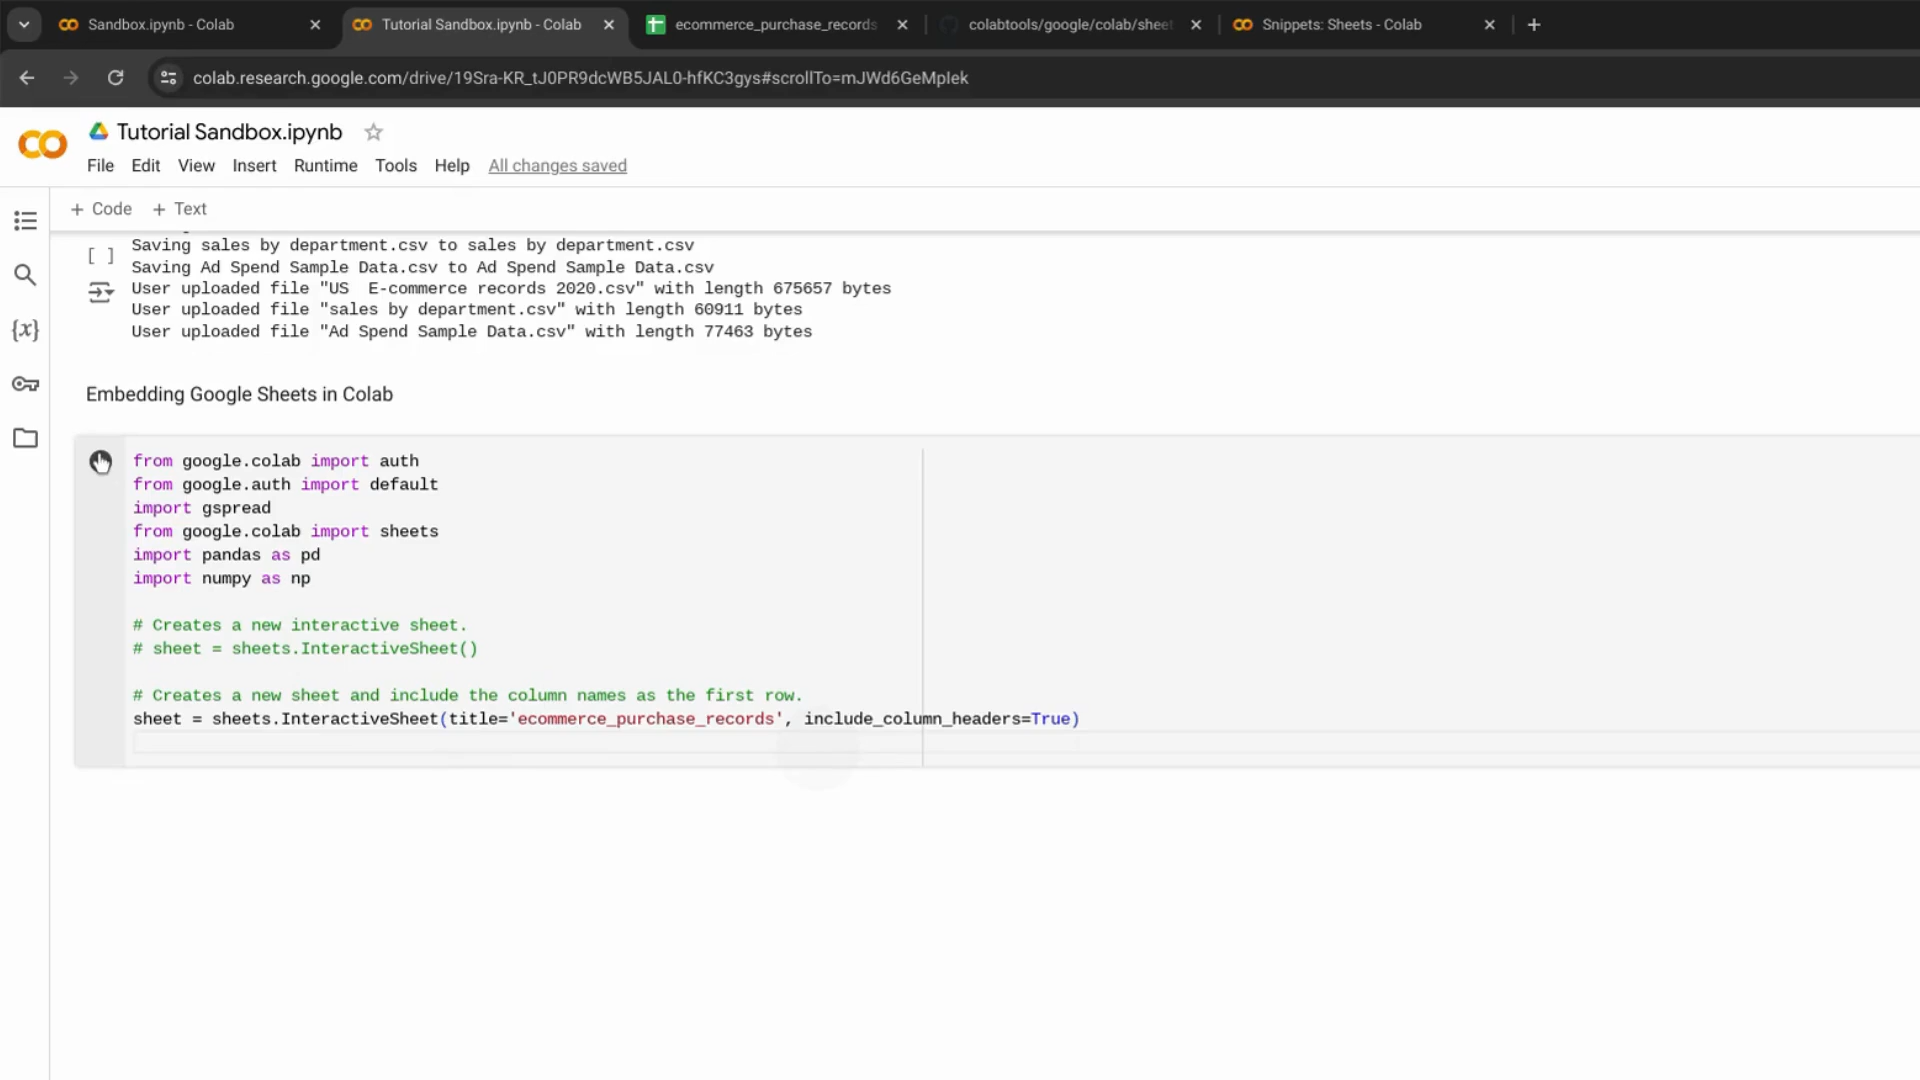 Sandbox.ipynb - Colab
Tutorial Sandbox.ipynb - Colab
ecommerce_purchase_records
colabtools/google/colab/sheet
Snippets: Sheets - Colab
colab.research.google.com/drive/19Sra-KR_tJ0PR9dcWB5JAL0-hfKC3gys#scrollTo=mJWd6GeMpIek
Tutorial Sandbox.ipynb
File Edit View Insert Runtime Tools Help All changes saved
+ Code + Text
Saving sales by department.csv to sales by department.csv
[ ]
Saving Ad Spend Sample Data.csv to Ad Spend Sample Data.csv
User uploaded file "US  E-commerce records 2020.csv" with length 675657 bytes
User uploaded file "sales by department.csv" with length 60911 bytes
User uploaded file "Ad Spend Sample Data.csv" with length 77463 bytes
Embedding Google Sheets in Colab
from google.colab import auth
from google.auth import default
import gspread
from google.colab import sheets
import pandas as pd
import numpy as np
# Creates a new interactive sheet.
# sheet = sheets.InteractiveSheet()
# Creates a new sheet and include the column names as the first row.
sheet = sheets.InteractiveSheet(title='ecommerce_purchase_records', include_column_headers=True)
{x}